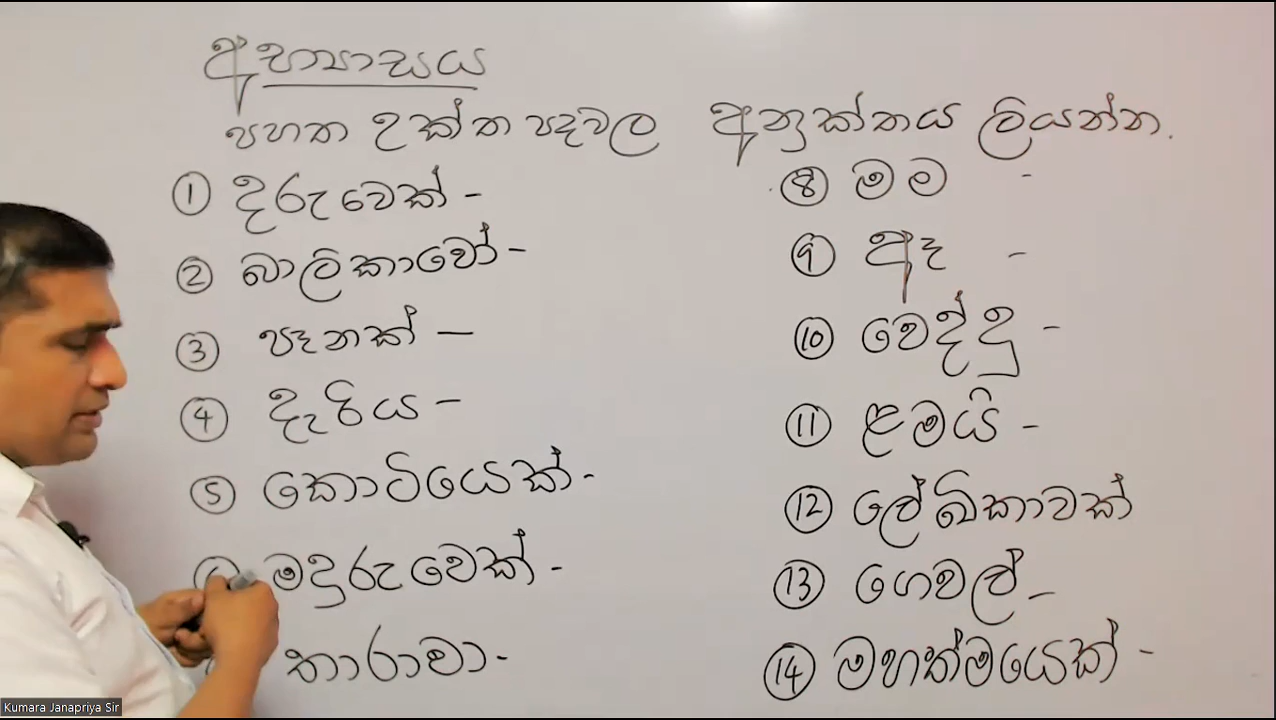 අභ්‍යාසය
පහත උක්ත පදවල අනුක්තය ලියන්න.
① දරුවෙක් -
② බාලිකාවෝ -
③ පෑනක් -
④ දැරිය -
⑤ කොටියෙක් -
මදුරුවෙක් -
තාරාවා -
⑧ මම -
⑨ ඈ -
⑩ වෙද්දු -
⑪ ළමයි -
⑫ ලේඛිකාවක්
⑬ ගෙවල් -
⑭ මහත්මයෙක් -
Kumara Janapriya Sir